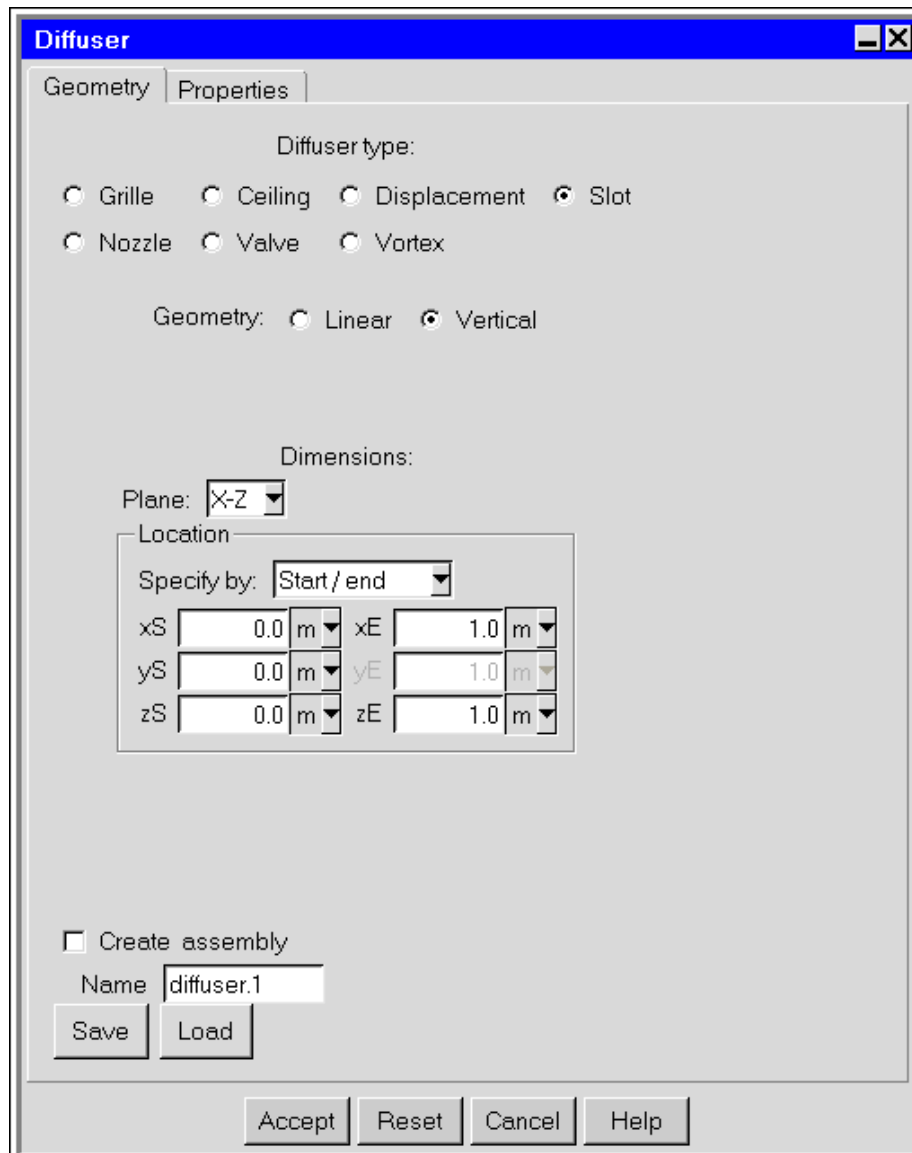 Diffuser
Geometry Properties
Diffuser type:
Grille Ceiling Displacement Slot
Nozzle Valve Vortex
Geometry: Linear Vertical
Dimensions:
Plane: X-Z
Location
Specify by: Start / end
xS 0.0 m xE 1.0 m
yS 0.0 m yE 1.0 m
zS 0.0 m zE 1.0 m
Create assembly
Name diffuser.1
Save Load
Accept Reset Cancel Help